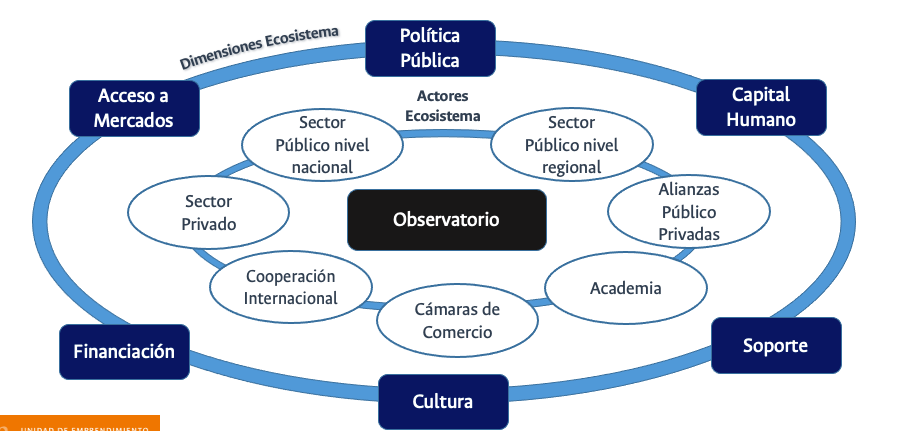 Dimensiones Ecosistema
Política
Pública
Acceso a
Mercados
Capital
Humano
Actores
Ecosistema
Sector
Público nivel
nacional
Sector
Público nivel
regional
Sector
Privado
Alianzas
Público
Privadas
Observatorio
Cooperación
Internacional
Academia
Cámaras de
Comercio
Financiación
Soporte
Cultura
UNIDAD DE EMPRENDIMIENTO